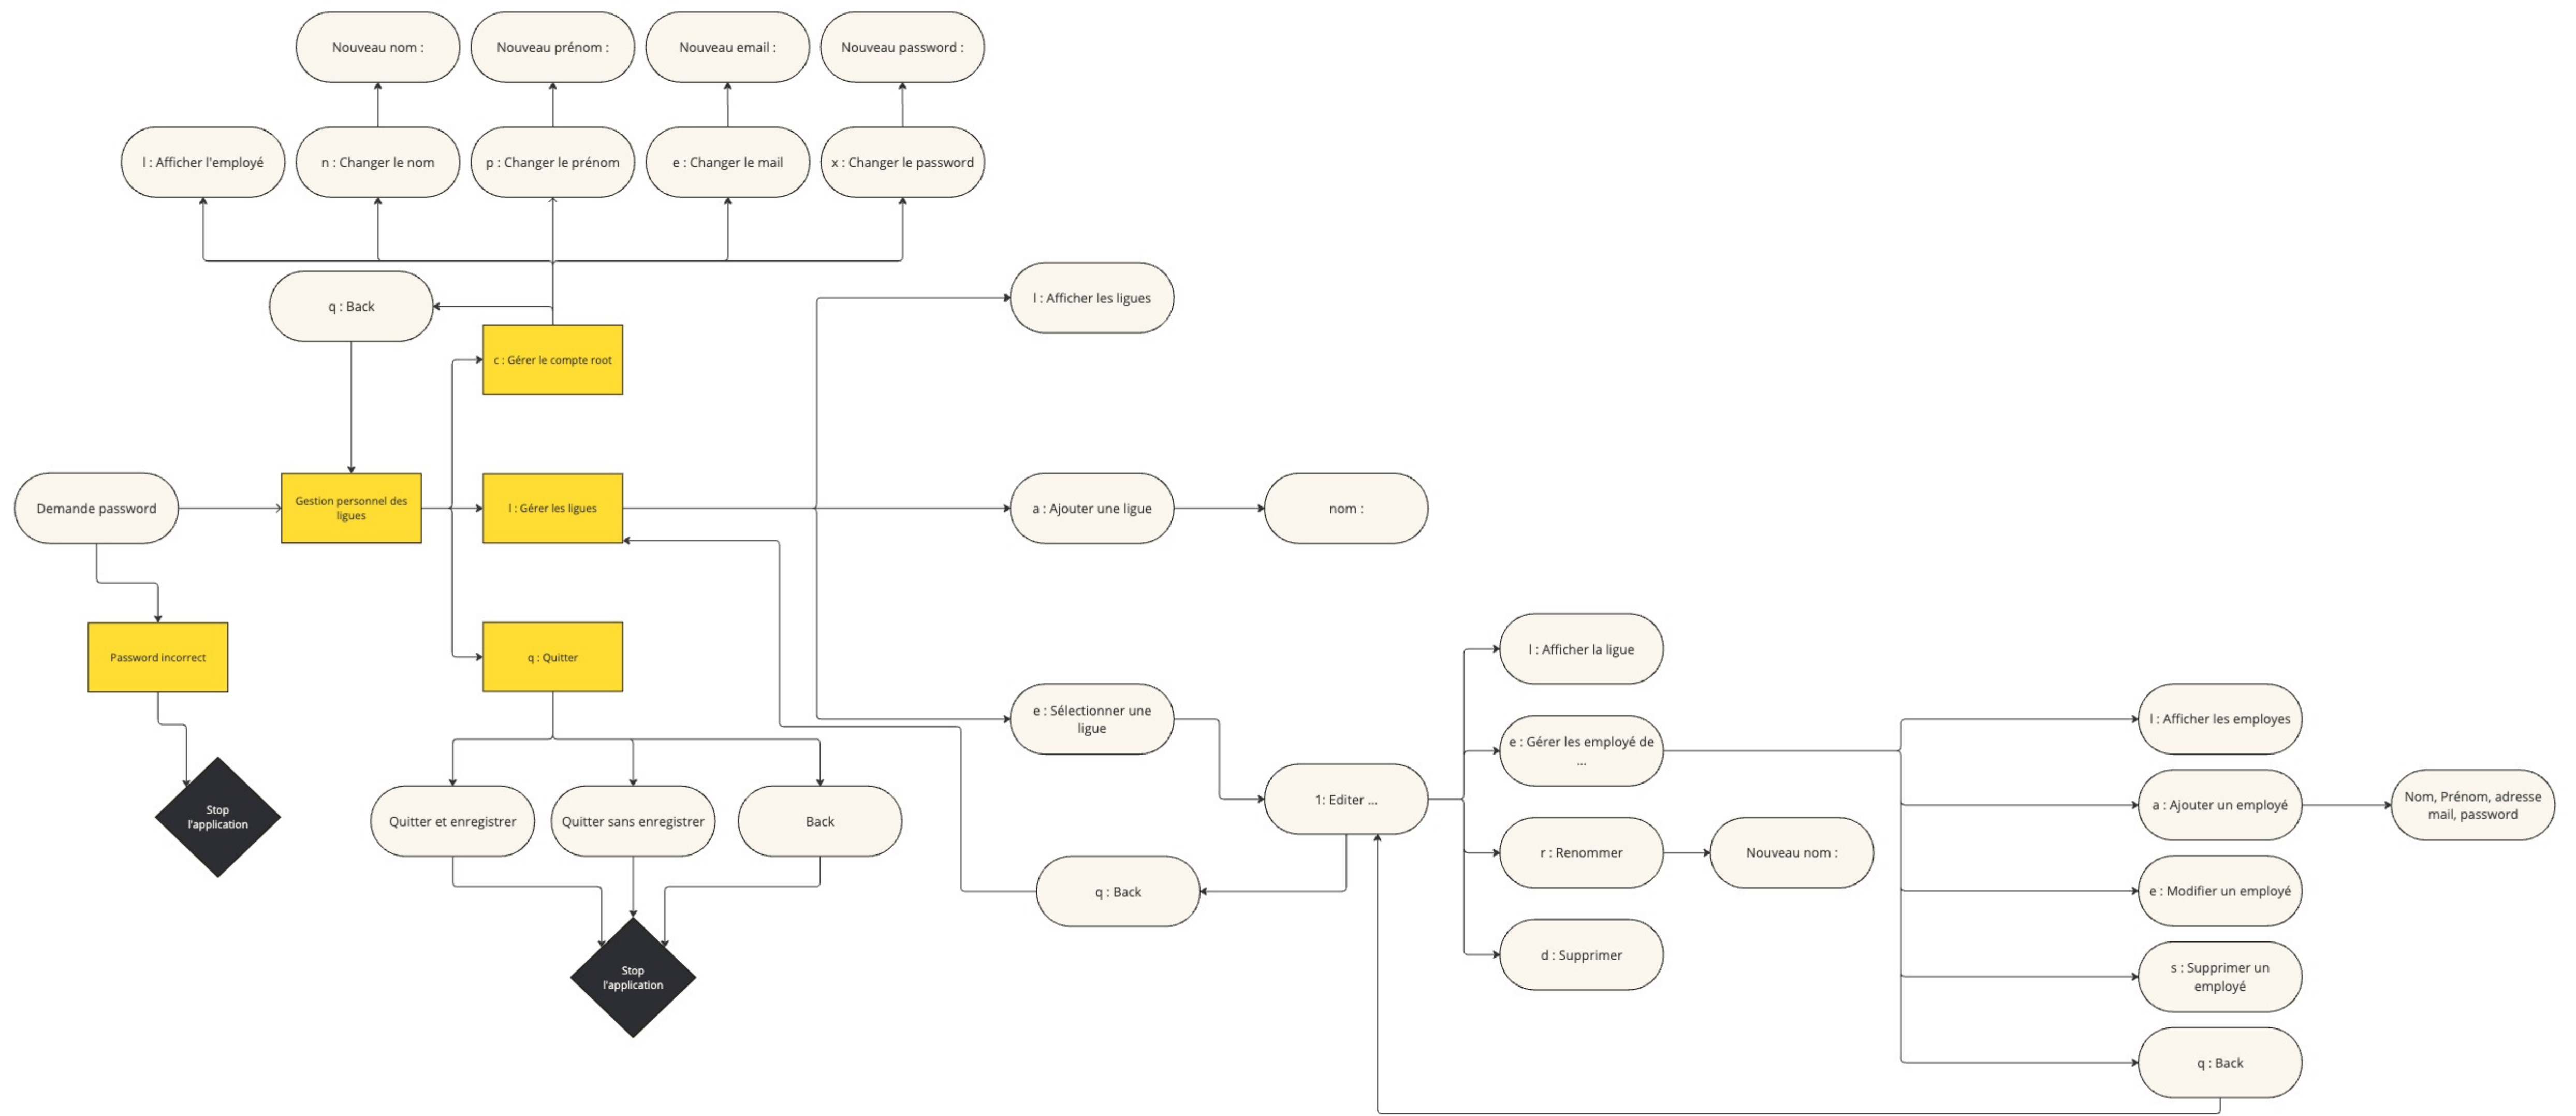 Nouveau nom :
Nouveau prénom :
Nouveau email :
Nouveau password :
l : Afficher l'employé
n : Changer le nom
p : Changer le prénom
e : Changer le mail
x : Changer le password
q : Back
l : Afficher les ligues
c : Gérer le compte root
Demande password
Gestion personnel des
ligues
l : Gérer les ligues
a : Ajouter une ligue
nom :
Password incorrect
q : Quitter
l : Afficher la ligue
e : Sélectionner une
ligue
e : Gérer les employé de
...
l : Afficher les employes
1: Editer ...
a : Ajouter un employé
Nom, Prénom, adresse
mail, password
Stop
l'application
Quitter et enregistrer
Quitter sans enregistrer
Back
r : Renommer
Nouveau nom :
q : Back
e : Modifier un employé
d : Supprimer
Stop
l'application
s : Supprimer un
employé
q : Back